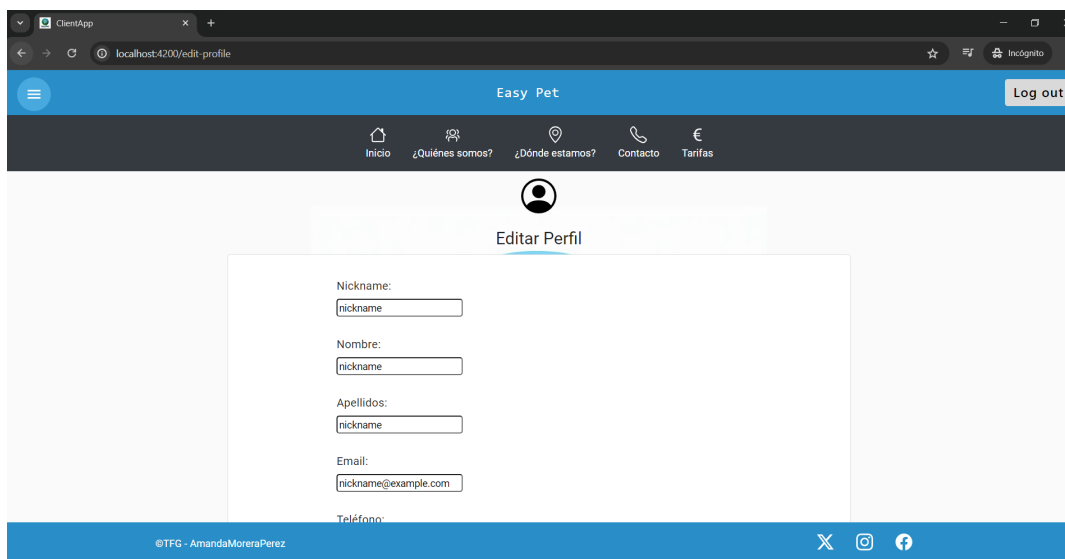 ClientApp
localhost:4200/edit-profile
Incógnito
Easy Pet
Log out
Inicio
¿Quiénes somos?
¿Dónde estamos?
Contacto
€
Tarifas
Editar Perfil
Nickname:
nickname
Nombre:
nickname
Apellidos:
nickname
Email:
nickname@example.com
Teléfono:
©TFG - AmandaMoreraPerez